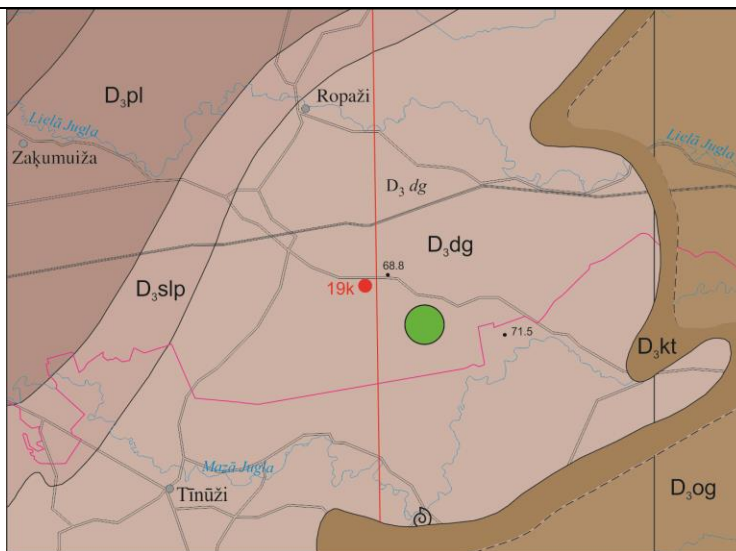 D₃pl
Ropaži
Lielā Jugla
Lielā Jugla
Zaķumuiža
D₃ dg
D₃dg
D₃slp
68.8
19k
71.5
D₃kt
Mazā Jugla
Tīnūži
D₃og